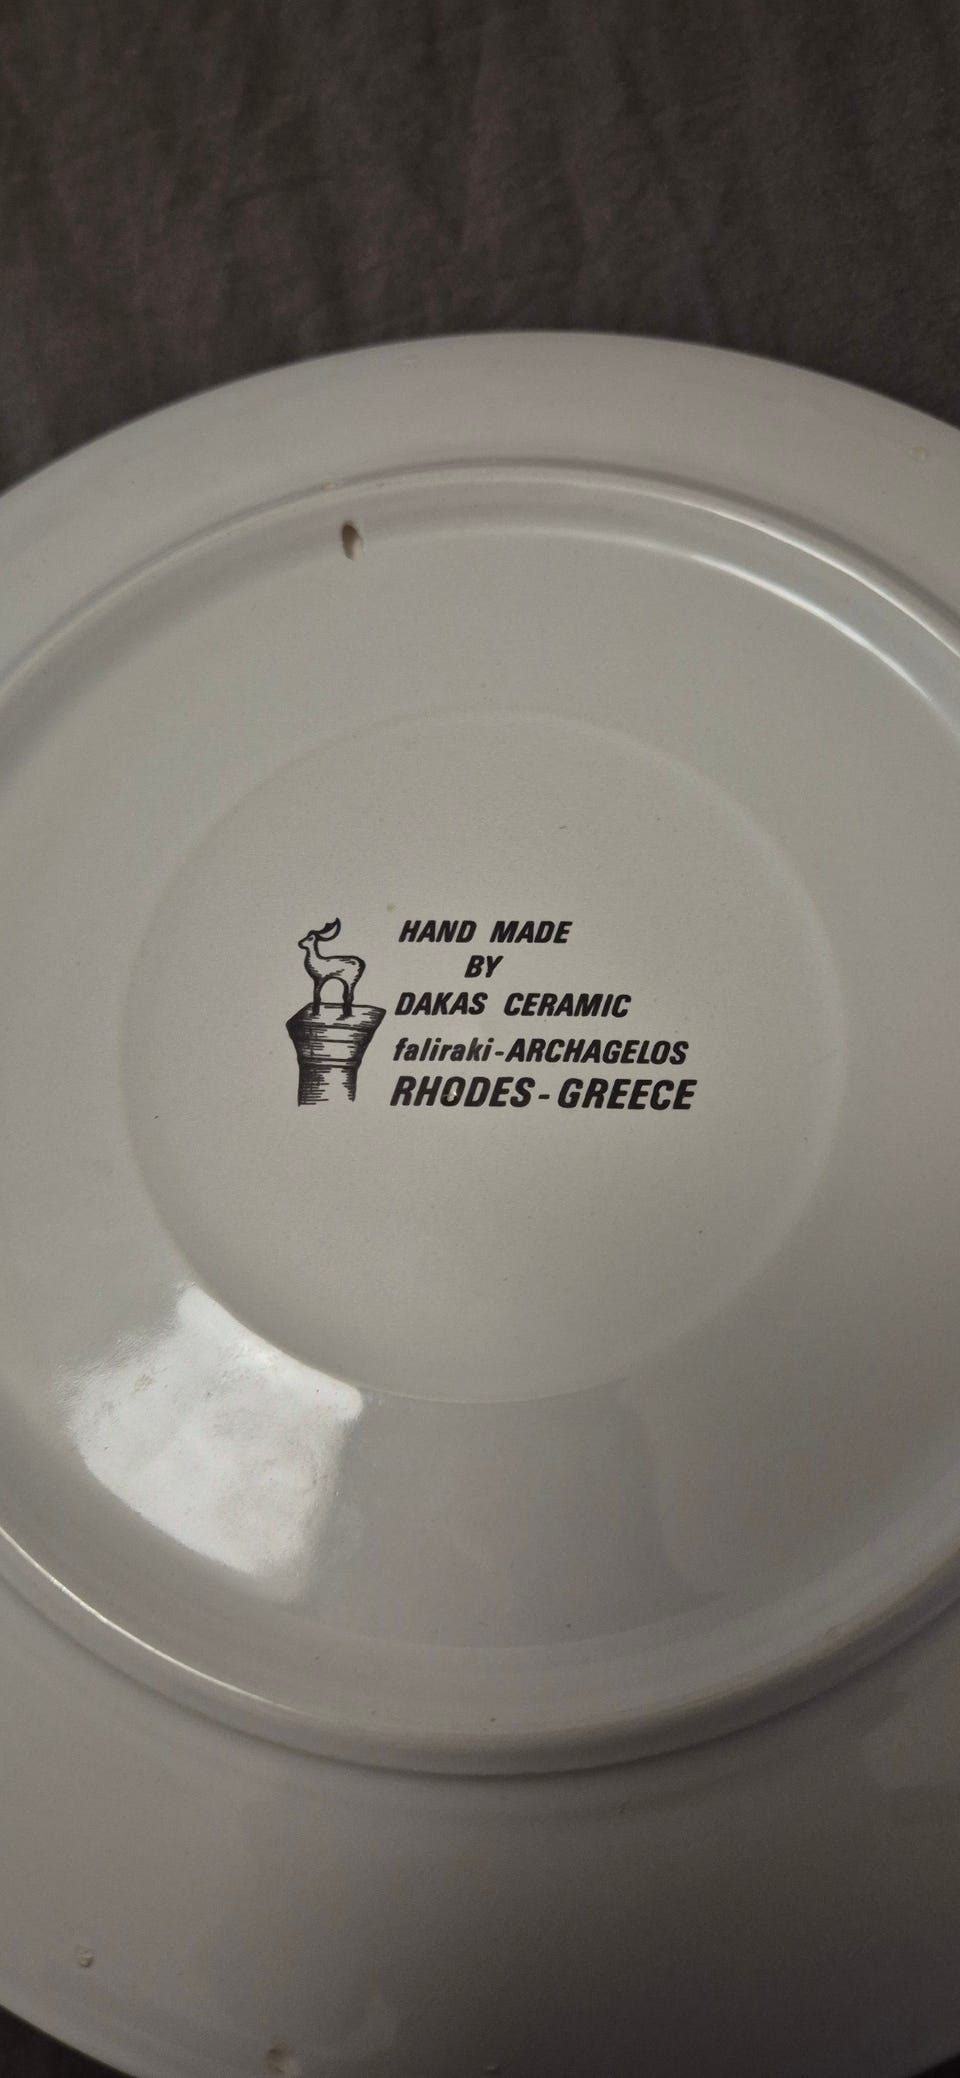 HAND MADE
BY
DAKAS CERAMIC
faliraki-ARCHAGELOS
RHODES-GREECE